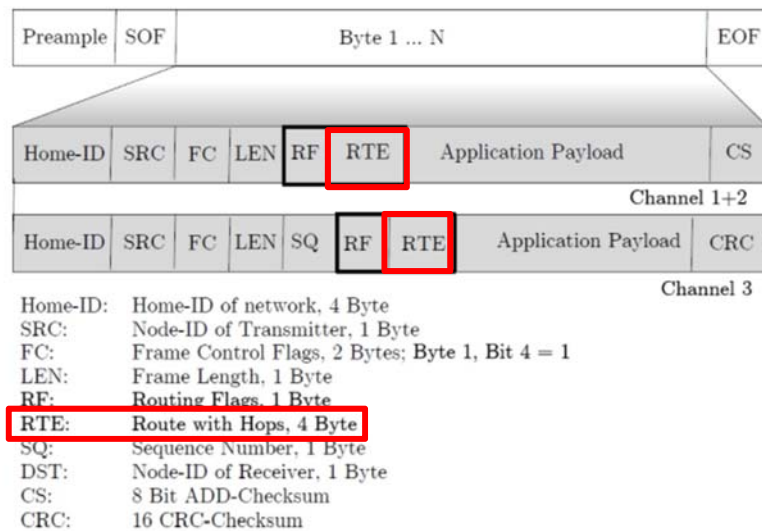 Preample SOF Byte 1 ... N EOF
Home-ID SRC FC LEN RF RTE Application Payload CS
Channel 1+2
Home-ID SRC FC LEN SQ RF RTE Application Payload CRC
Channel 3
Home-ID: Home-ID of network, 4 Byte
SRC: Node-ID of Transmitter, 1 Byte
FC: Frame Control Flags, 2 Bytes; Byte 1, Bit 4 = 1
LEN: Frame Length, 1 Byte
RF: Routing Flags, 1 Byte
RTE: Route with Hops, 4 Byte
SQ: Sequence Number, 1 Byte
DST: Node-ID of Receiver, 1 Byte
CS: 8 Bit ADD-Checksum
CRC: 16 CRC-Checksum